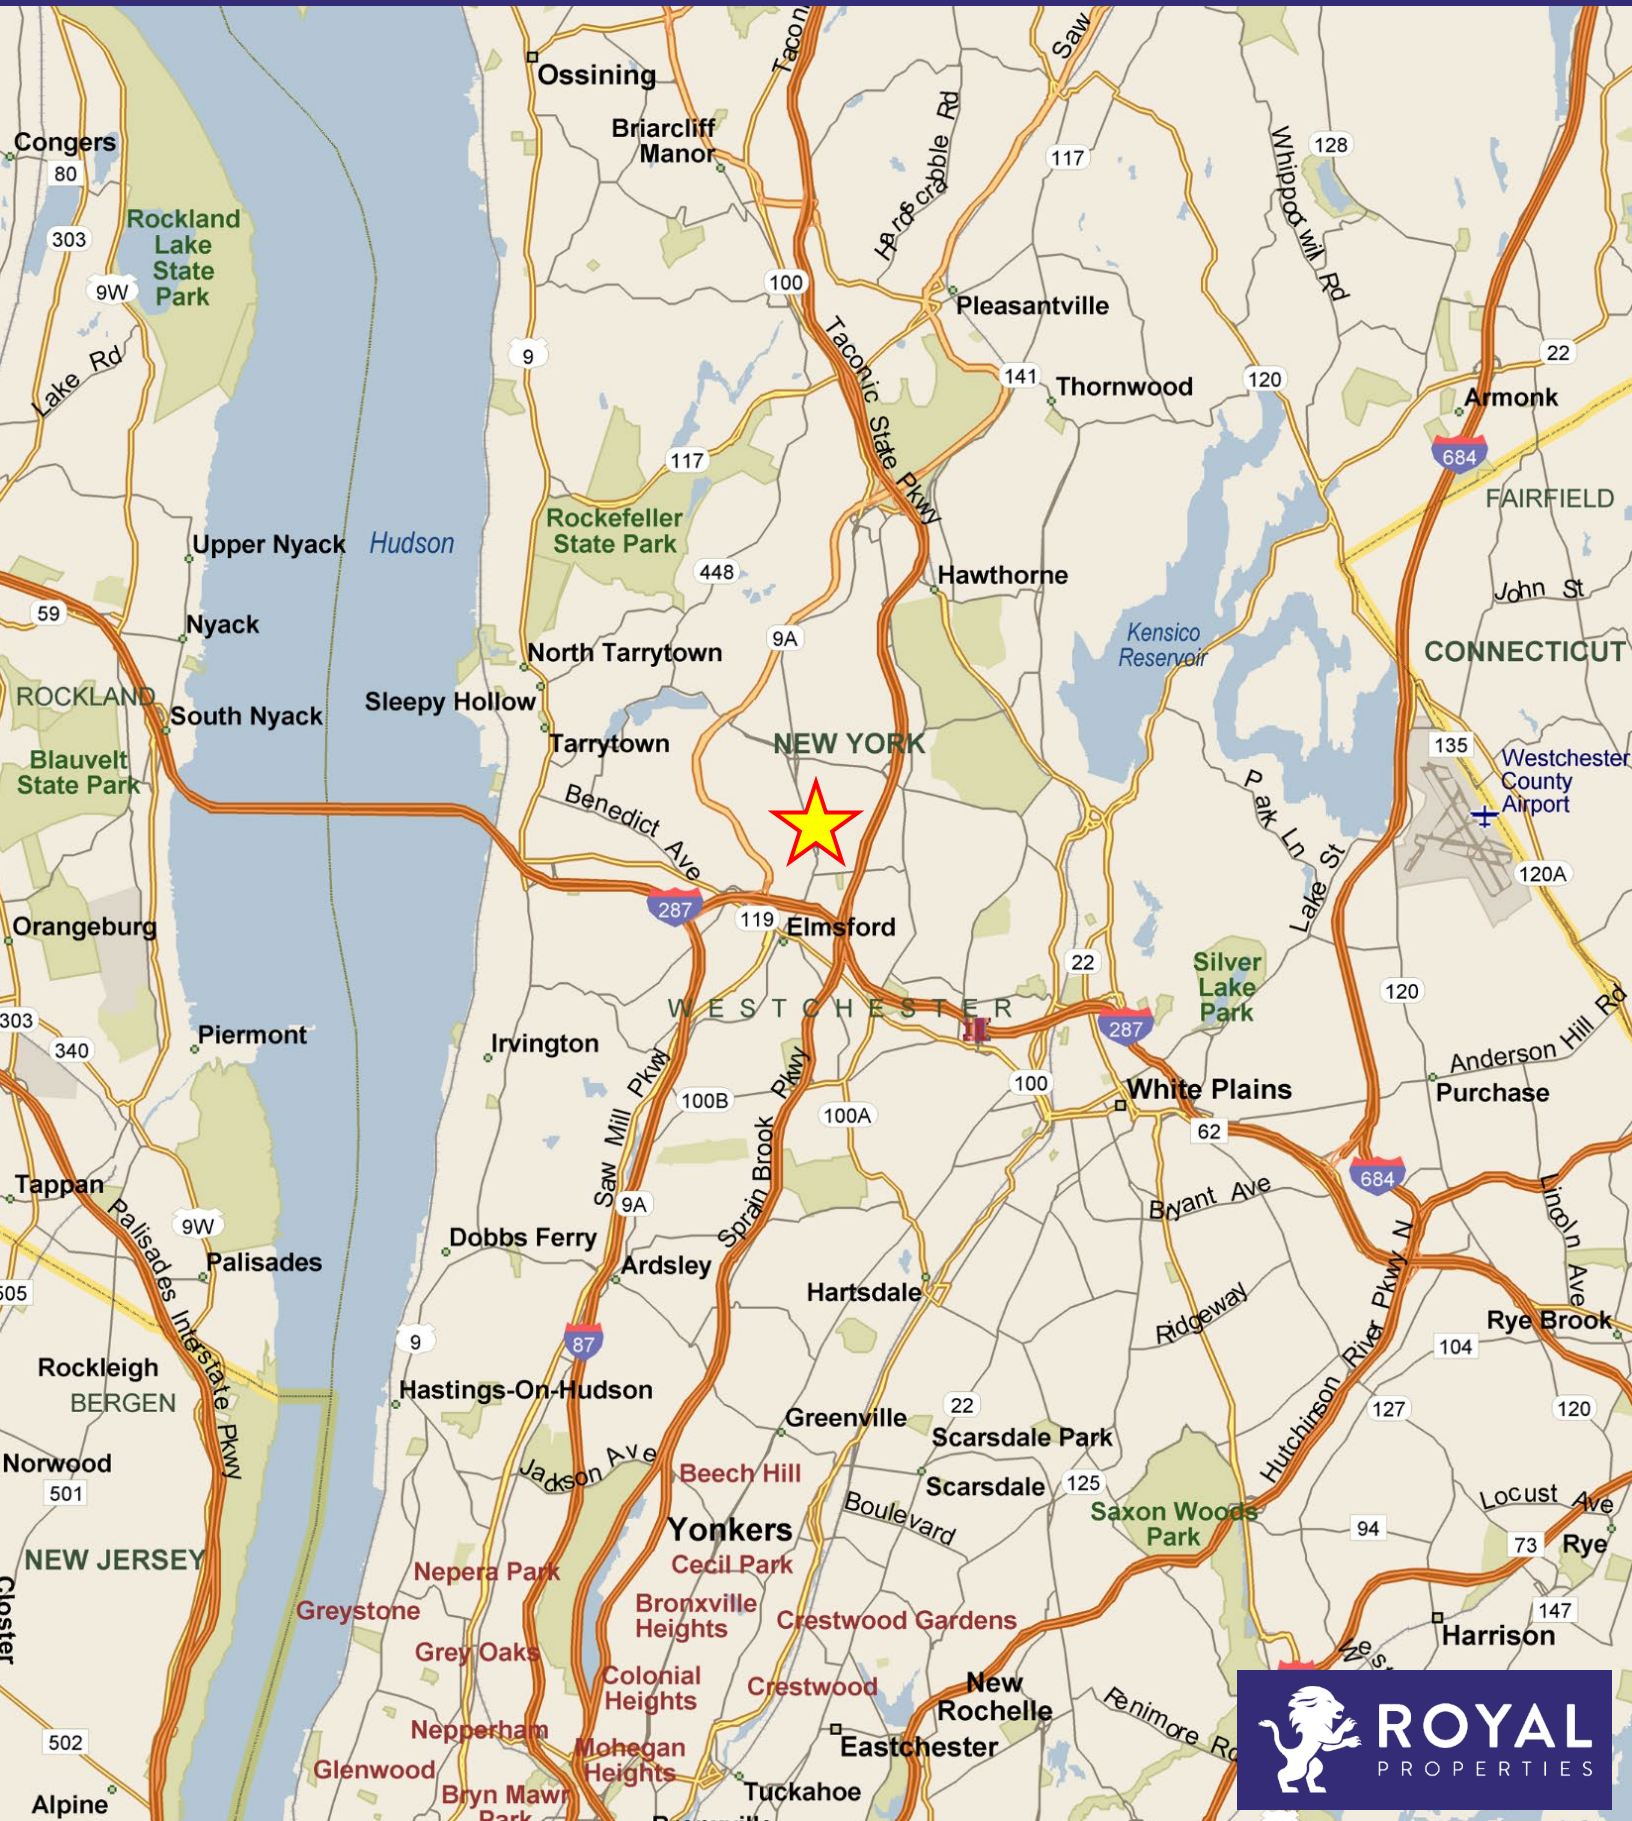 Tacon
Saw
Ossining
Briarcliff
Manor
Congers
80
117
128
Hardscrabble Rd
Whippoorwill Rd
Rockland
Lake
State
Park
303
9W
100
Pleasantville
9
Lake Rd
22
141
Thornwood
120
Armonk
Taconic State Pkwy
684
117
FAIRFIELD
Rockefeller
State Park
Upper Nyack
Hudson
448
Hawthorne
John St
59
Nyack
9A
Kensico
Reservoir
North Tarrytown
CONNECTICUT
ROCKLAND
Sleepy Hollow
South Nyack
Tarrytown
NEW YORK
135
Blauvelt
State Park
Westchester
County
Airport
Benedict Ave
Park Ln
Lake St
120A
287
119
Elmsford
Orangeburg
22
Silver
Lake
Park
120
WESTCHESTER
303
287
Piermont
340
Irvington
Anderson Hill Rd
100
White Plains
Purchase
Saw Mill Pkwy
100B
100A
62
Sprain Brook Pkwy
684
Tappan
9A
Bryant Ave
Lincoln Ave
9W
Palisades Interstate Pkwy
Dobbs Ferry
Palisades
Ardsley
505
Hartsdale
Ridgeway
Rye Brook
9
87
104
Hutchinson River Pkwy N
Rockleigh
BERGEN
Hastings-On-Hudson
22
127
120
Greenville
Scarsdale Park
Norwood
Jackson Ave
Beech Hill
501
Scarsdale
125
Boulevard
Locust Ave
Yonkers
Saxon Woods
Park
94
73
Rye
NEW JERSEY
Cecil Park
Nepera Park
Closter
Greystone
Bronxville
Heights
Crestwood Gardens
147
Harrison
Grey Oaks
Colonial
Heights
Crestwood
New
Rochelle
West
Fenimore Rd
Nepperham
502
Mohegan
Heights
Eastchester
Glenwood
Bryn Mawr
Park
Tuckahoe
Alpine
ROYAL
PROPERTIES